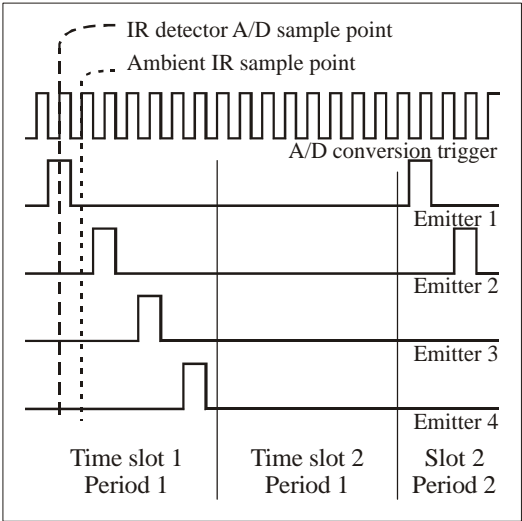 IR detector A/D sample point
Ambient IR sample point
A/D conversion trigger
Emitter 1
Emitter 2
Emitter 3
Emitter 4
Time slot 1
Period 1
Time slot 2
Period 1
Slot 2
Period 2